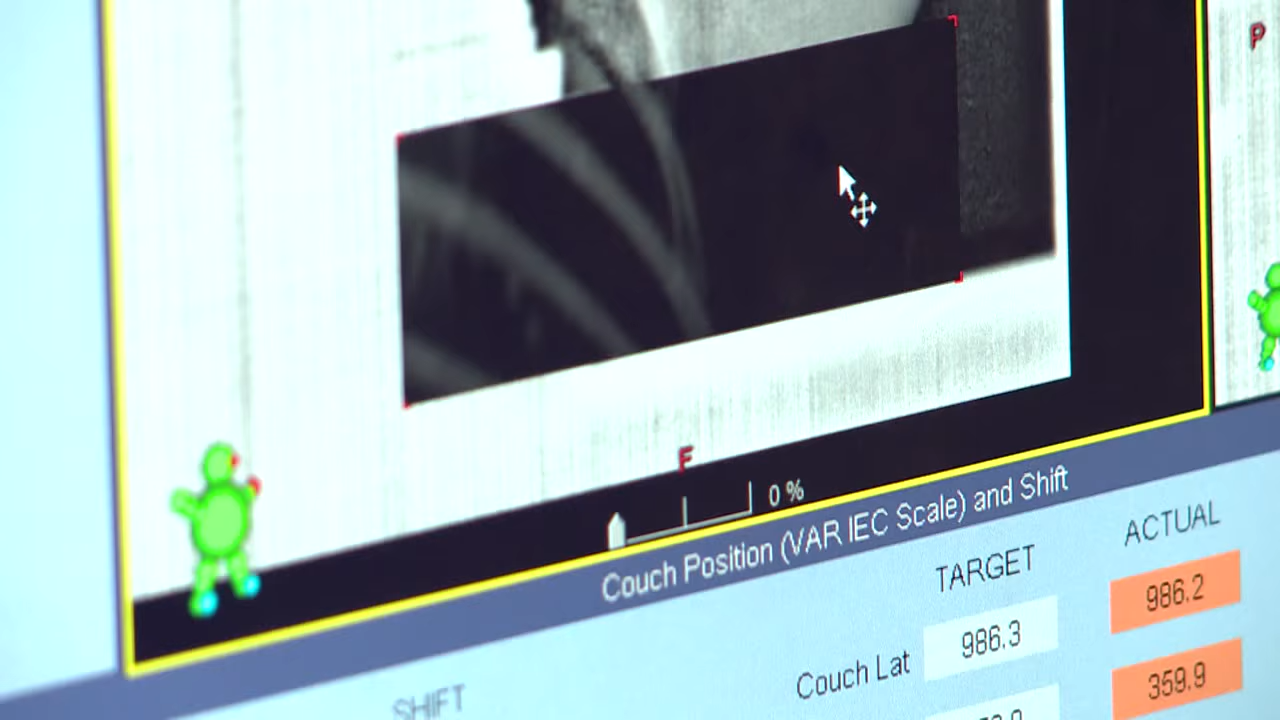 P
F
0 %
Couch Position (VAR IEC Scale) and Shift
TARGET
ACTUAL
986.2
Couch Lat
986.3
359.9
SHIFT